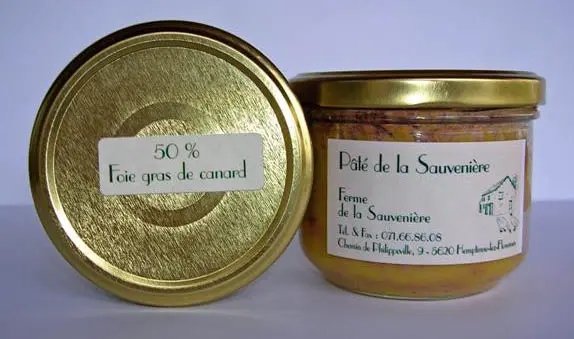 50 %
Foie gras de canard
Pâté de la Sauvenière
Ferme
de la Sauvenière
Tel. & Fax : 071.66.86.08
Chemin de Philippeville, 9 - 5620